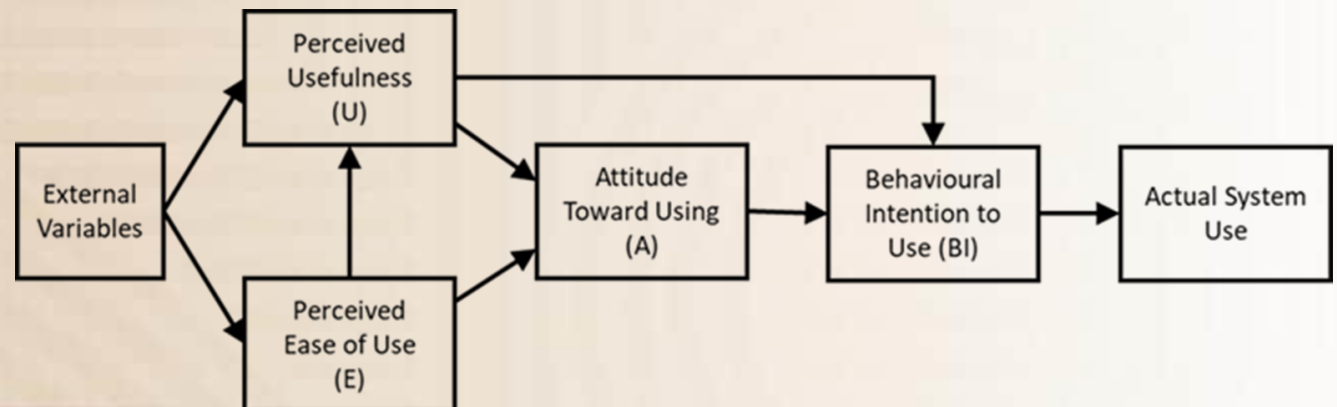 Perceived
Usefulness
(U)
External
Variables
Perceived
Ease of Use
(E)
Attitude
Toward Using
(A)
Behavioural
Intention to
Use (BI)
Actual System
Use